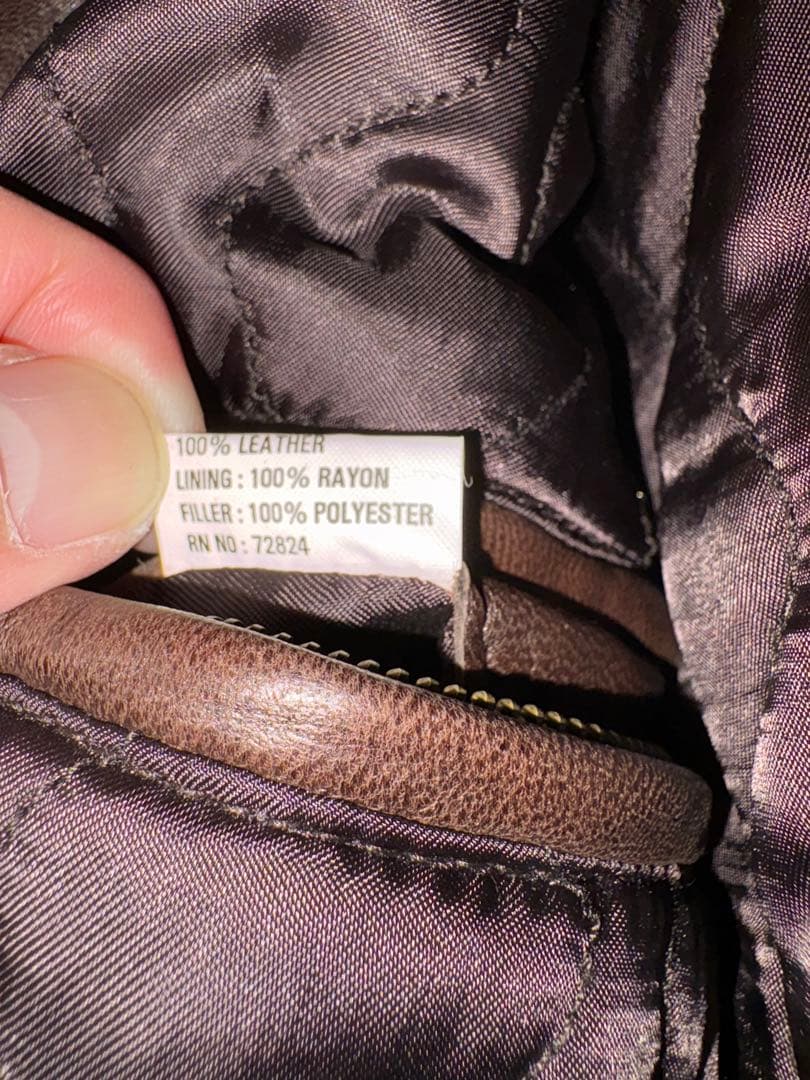 100% LEATHER
LINING : 100% RAYON
FILLER : 100% POLYESTER
RN NO : 72824